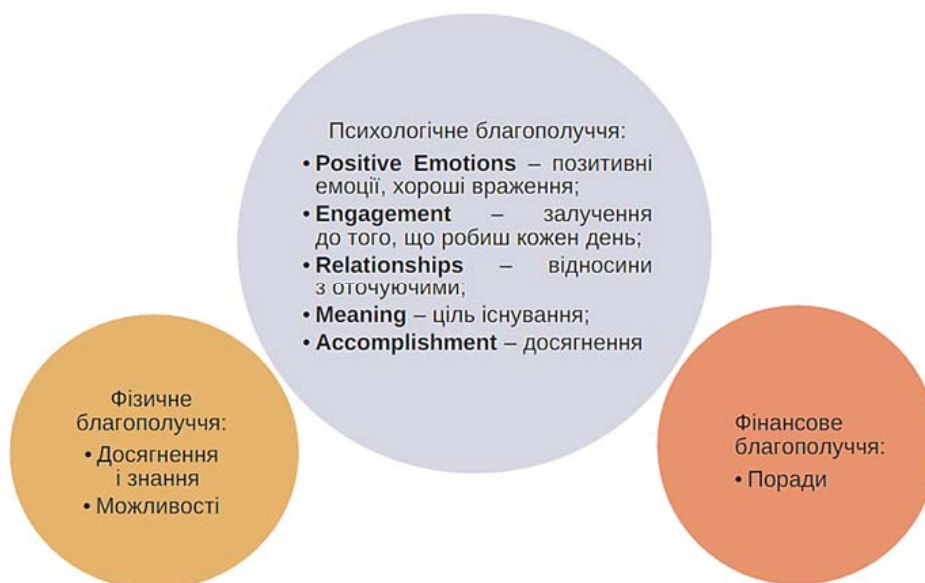 Психологічне благополуччя:
• Positive Emotions – позитивні
емоції, хороші враження;
• Engagement – залучення
до того, що робиш кожен день;
• Relationships – відносини
з оточуючими;
• Meaning – ціль існування;
• Accomplishment – досягнення
Фізичне
благополуччя:
• Досягнення
і знання
• Можливості
Фінансове
благополуччя:
• Поради